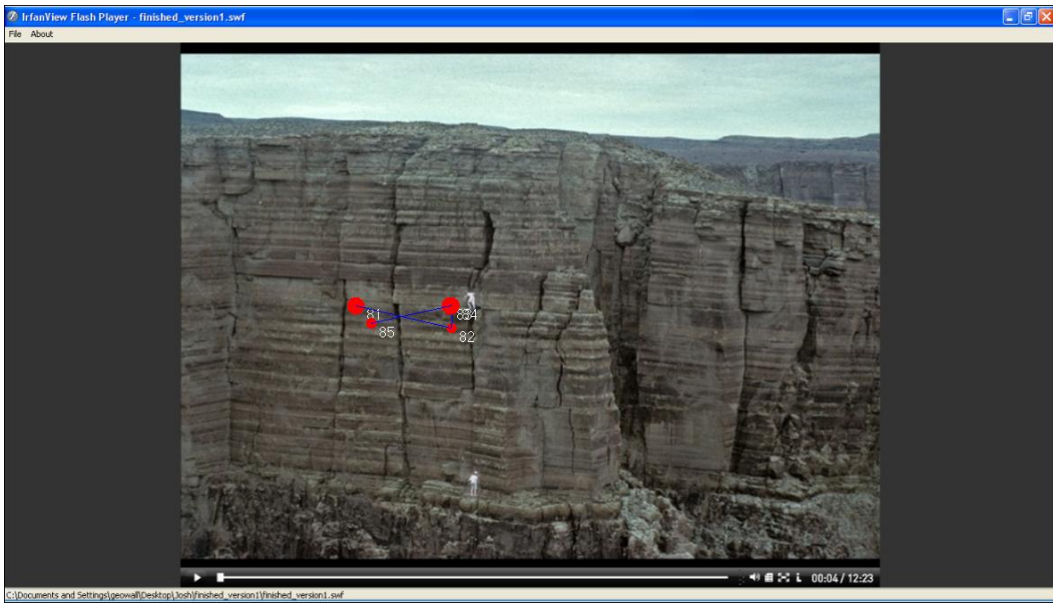 IrfanView Flash Player - finished_version1.swf
File About
81
84
85
82
00:04 / 12:23
C:\Documents and Settings\geowall\Desktop\Josh\finished_version1\finished_version1.swf